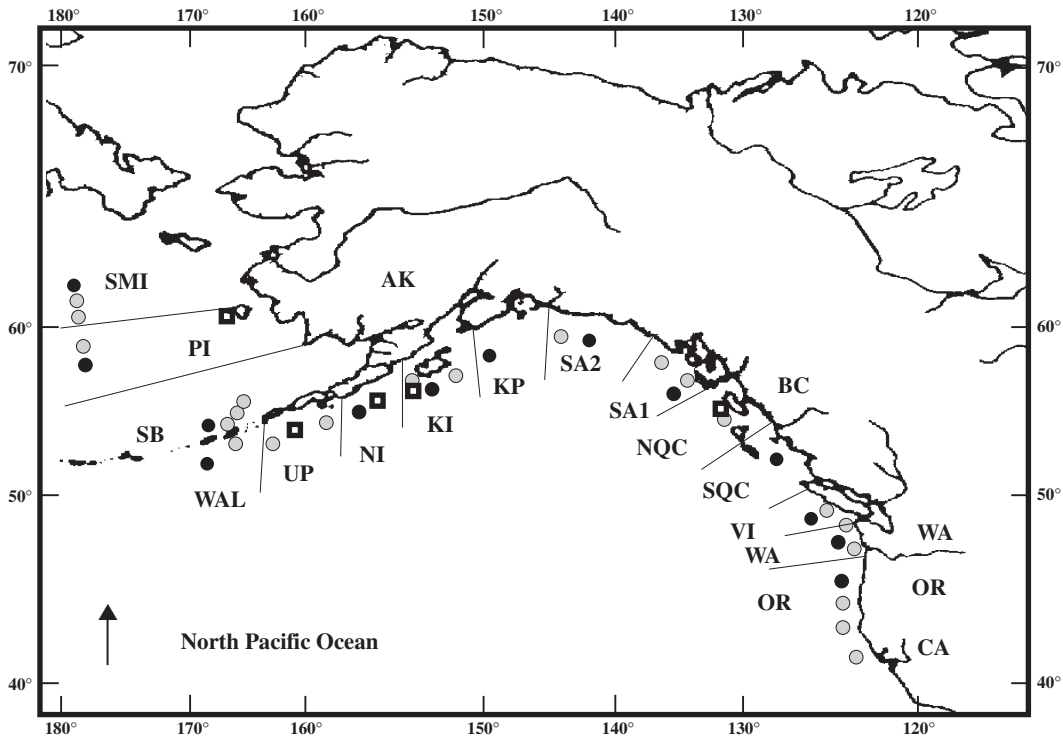 180° 170° 160° 150° 140° 130° 120°
70° 70°
SMI
AK
60° 60°
PI
SA2
KP
BC
SA1
KI
SB
NI
NQC
UP
SQC
50° 50°
WAL
VI
WA
WA
OR
OR
North Pacific Ocean
CA
40° 40°
180° 170° 160° 150° 140° 130° 120°